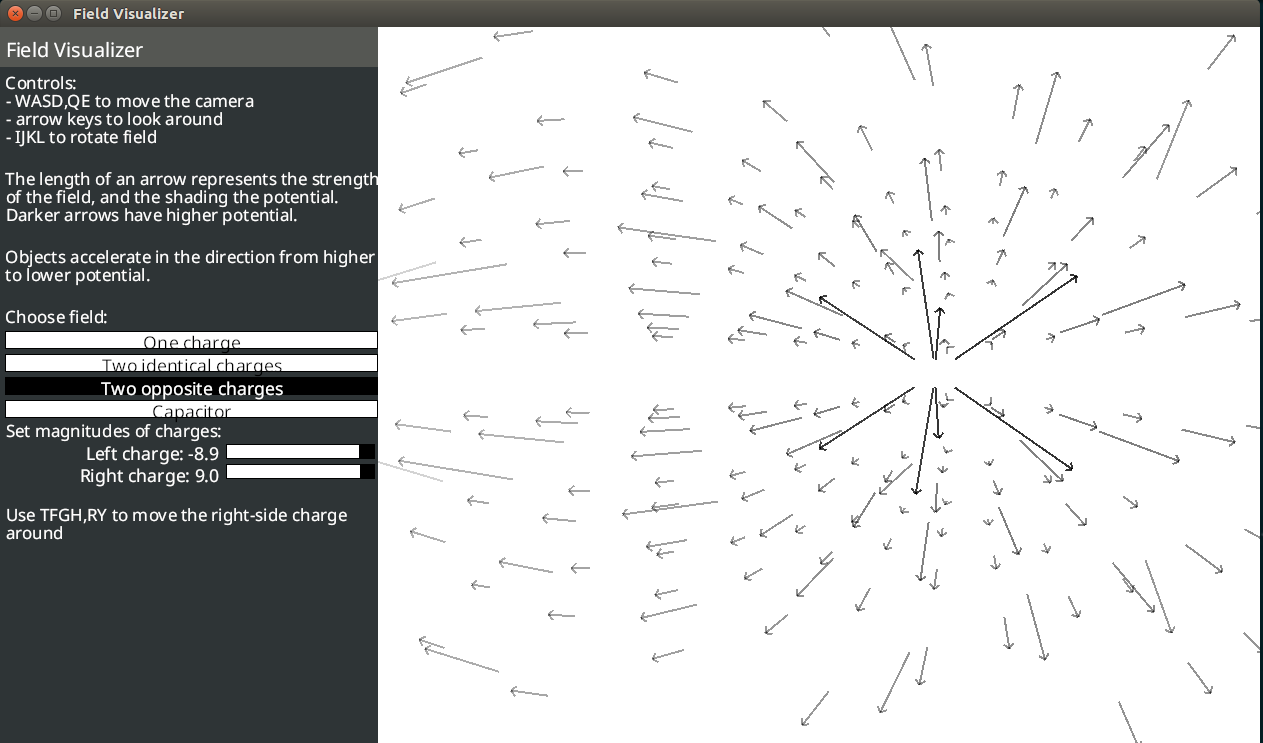 Field Visualizer
Field Visualizer
Controls:
- WASD,QE to move the camera
- arrow keys to look around
- IJKL to rotate field
The length of an arrow represents the strength
of the field, and the shading the potential.
Darker arrows have higher potential.
Objects accelerate in the direction from higher
to lower potential.
Choose field:
One charge
Two identical charges
Two opposite charges
Capacitor
Set magnitudes of charges:
Left charge: -8.9
Right charge: 9.0
Use TFGH,RY to move the right-side charge
around